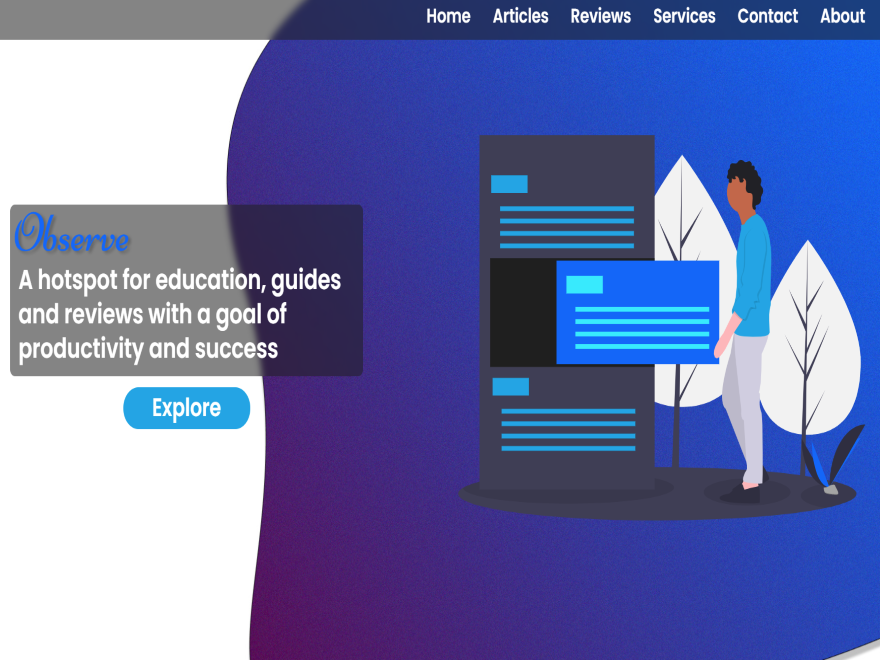 Home Articles Reviews Services Contact About
Observe
A hotspot for education, guides
and reviews with a goal of
productivity and success
Explore